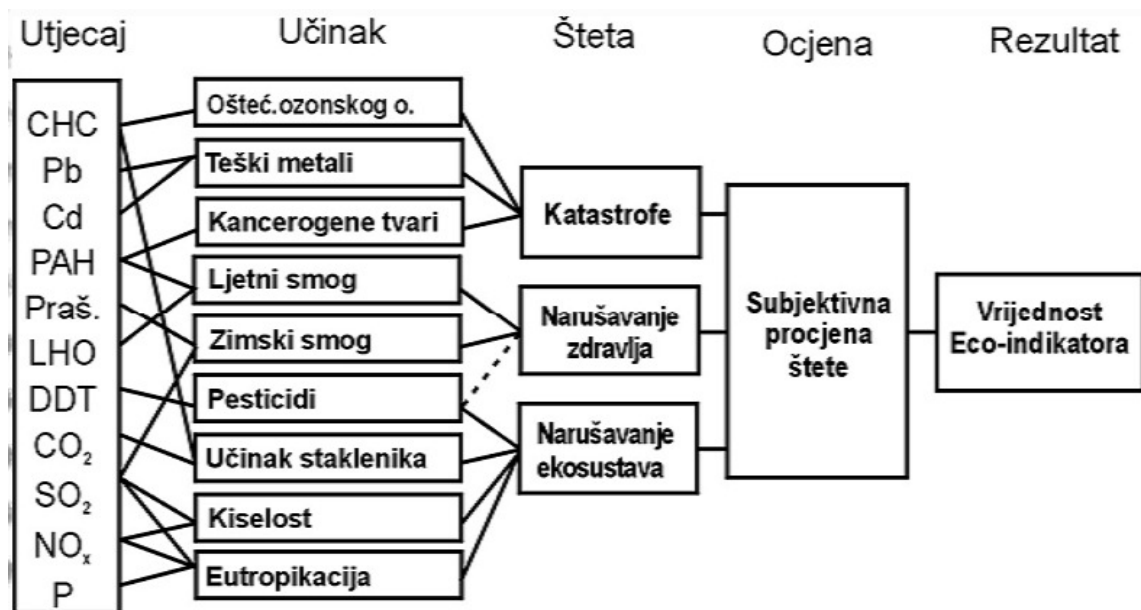 Utjecaj
Učinak
Šteta
Ocjena
Rezultat
CHC
Pb
Cd
PAH
Praš.
LHO
DDT
CO₂
SO₂
NOₓ
P
Ošteć.ozonskog o.
Teški metali
Kancerogene tvari
Ljetni smog
Zimski smog
Pesticidi
Učinak staklenika
Kiselost
Eutropikacija
Katastrofe
Narušavanje
zdravlja
Narušavanje
ekosustava
Subjektivna
procjena
štete
Vrijednost
Eco-indikatora